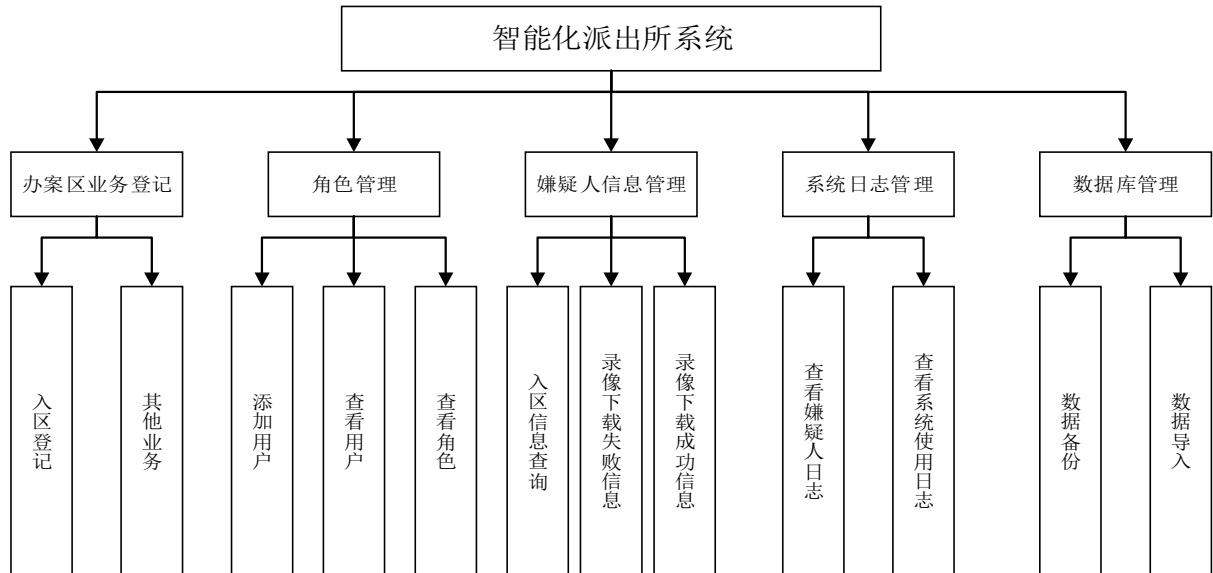 智能化派出所系统
办案区业务登记
角色管理
嫌疑人信息管理
系统日志管理
数据库管理
入区登记
其他业务
添加用户
查看用户
查看角色
入区信息查询
录像下载失败信息
录像下载成功信息
查看嫌疑人日志
查看系统使用日志
数据备份
数据导入